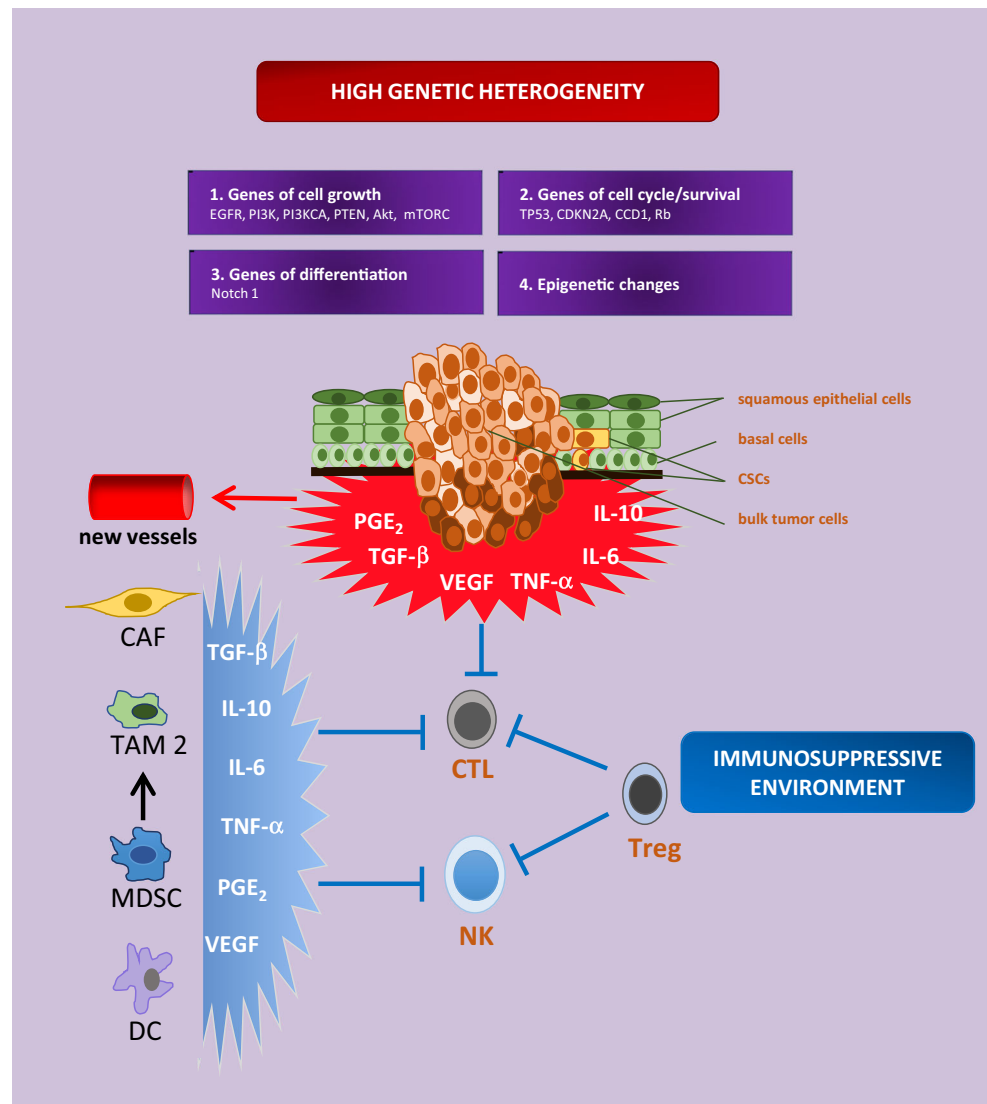 HIGH GENETIC HETEROGENEITY
1. Genes of cell growth
EGFR, PI3K, PI3KCA, PTEN, Akt, mTORC
2. Genes of cell cycle/survival
TP53, CDKN2A, CCD1, Rb
3. Genes of differentiation
Notch 1
4. Epigenetic changes
squamous epithelial cells
basal cells
CSCs
bulk tumor cells
new vessels
PGE₂
IL-10
TGF-β
IL-6
VEGF
TNF-α
CAF
TAM 2
MDSC
DC
TGF-β
IL-10
IL-6
TNF-α
PGE₂
VEGF
CTL
NK
Treg
IMMUNOSUPPRESSIVE
ENVIRONMENT